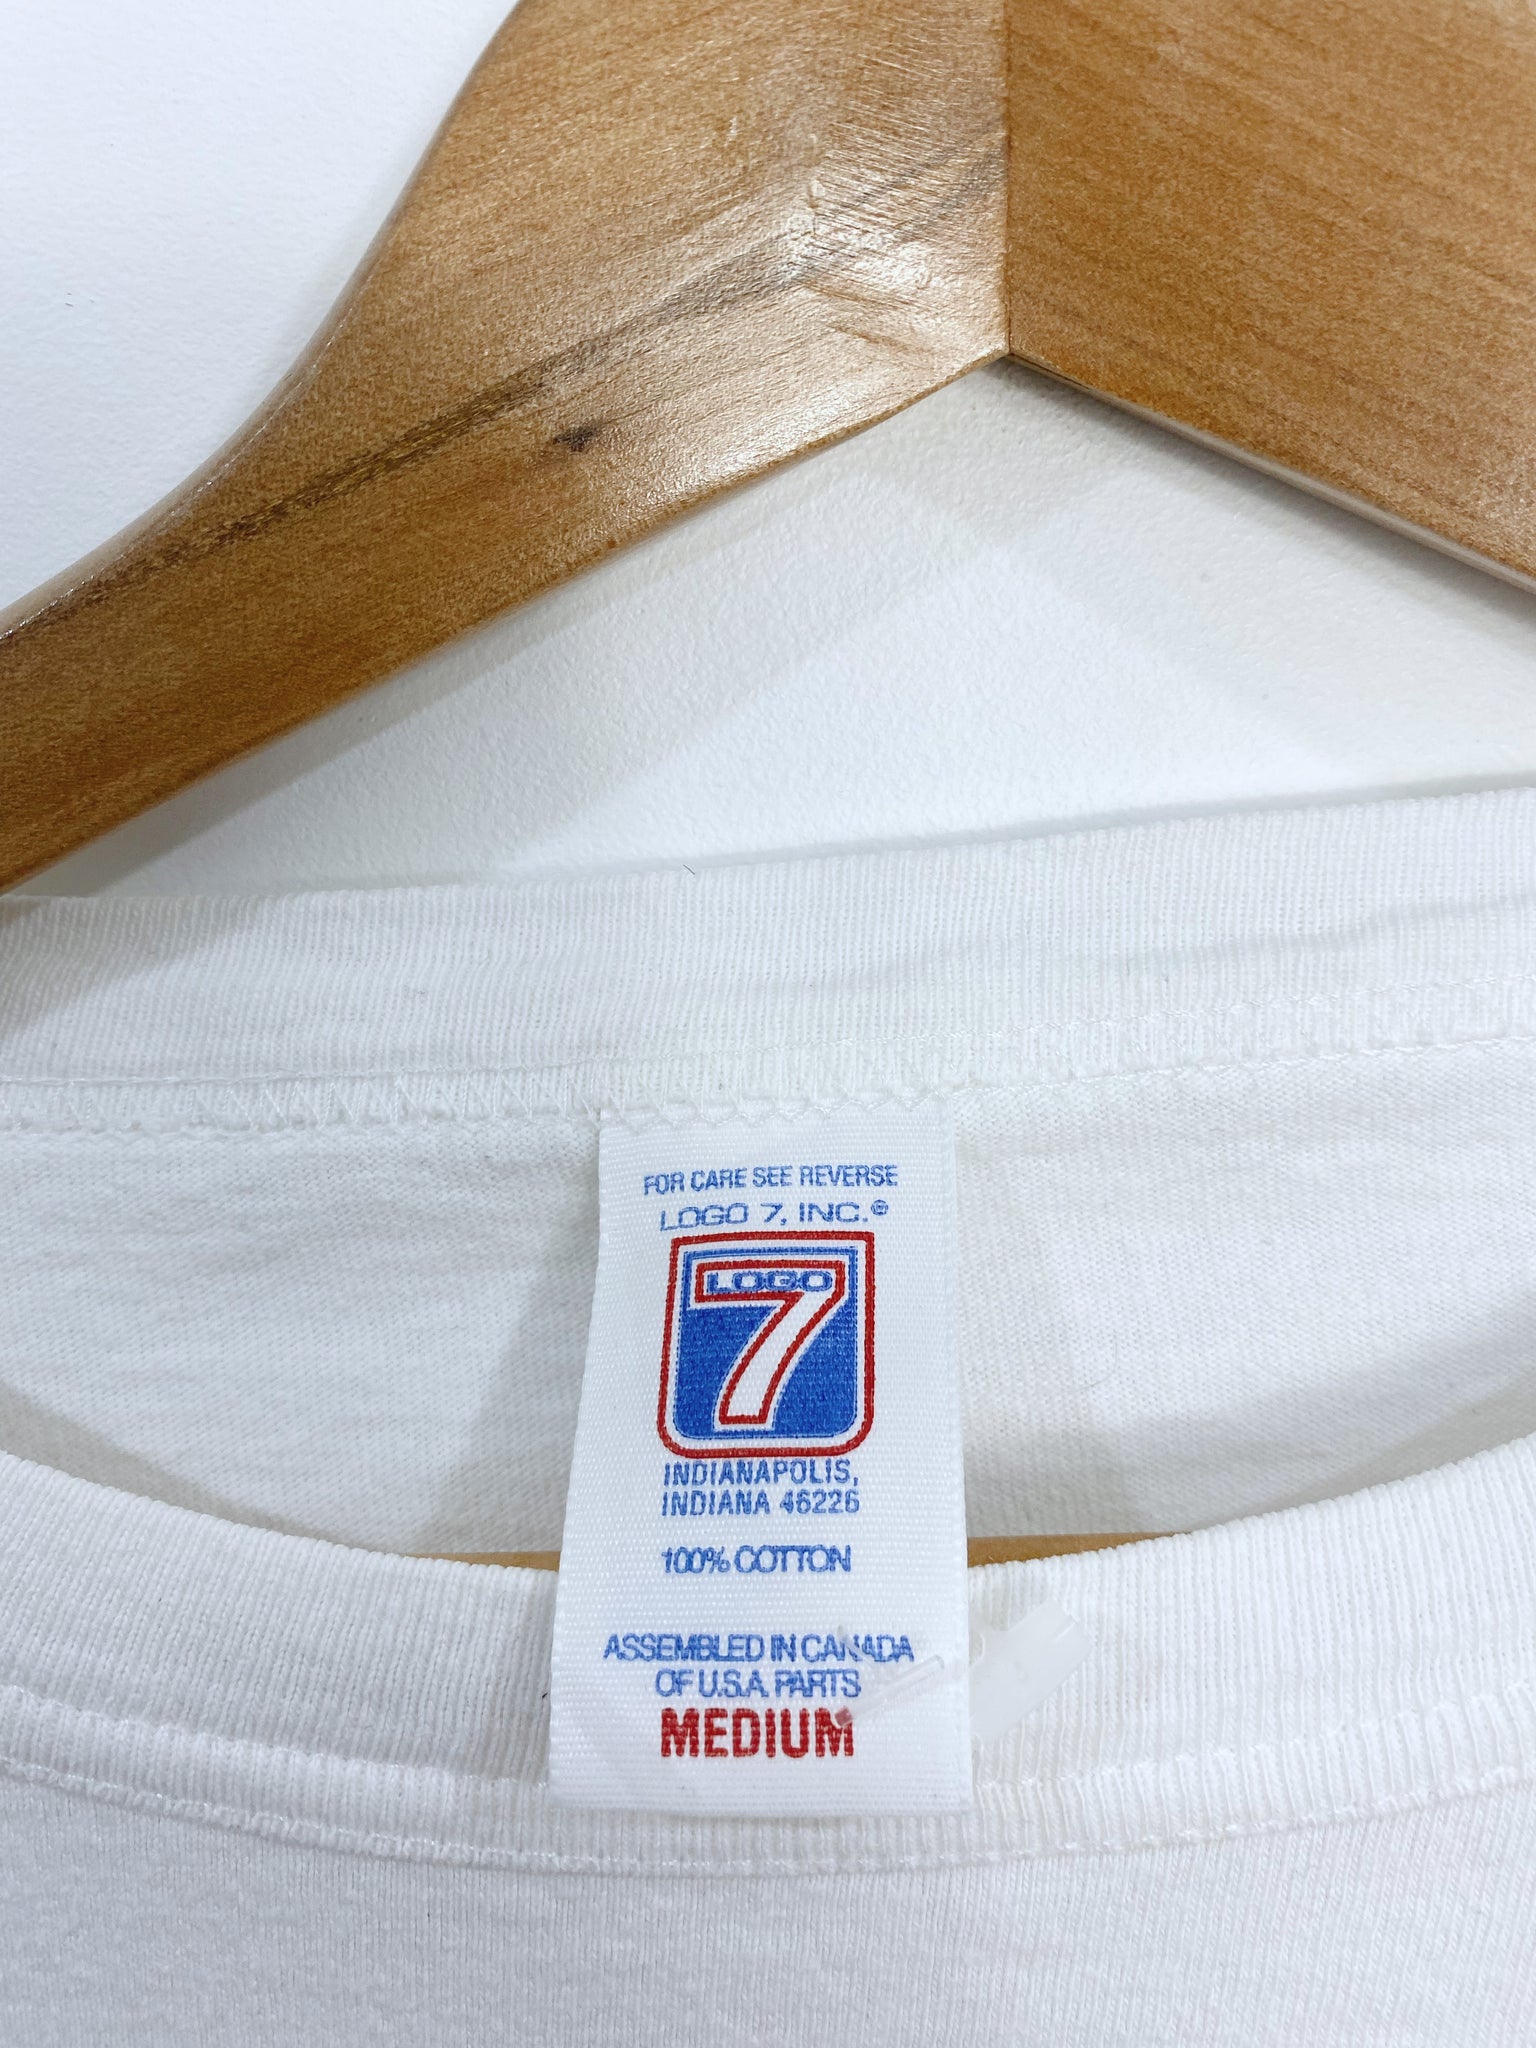 FOR CARE SEE REVERSE
LOGO 7, INC.®
LOGO
7
INDIANAPOLIS,
INDIANA 46226
100% COTTON
ASSEMBLED IN CANADA
OF U.S.A. PARTS
MEDIUM